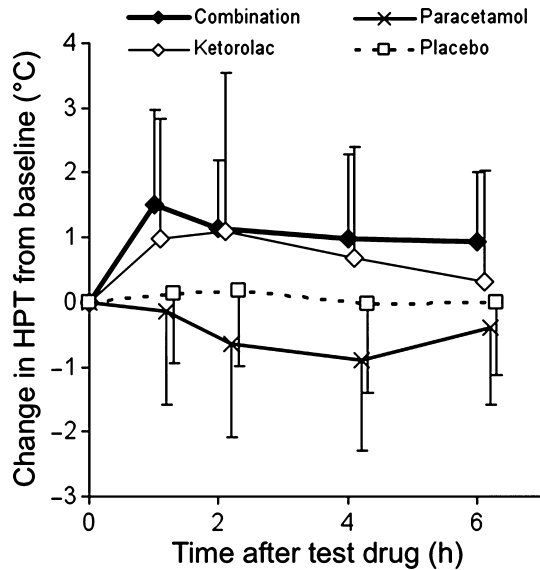 Combination Paracetamol
Ketorolac Placebo
Change in HPT from baseline (°C)
4
3
2
1
0
−1
−2
−3
0 2 4 6
Time after test drug (h)